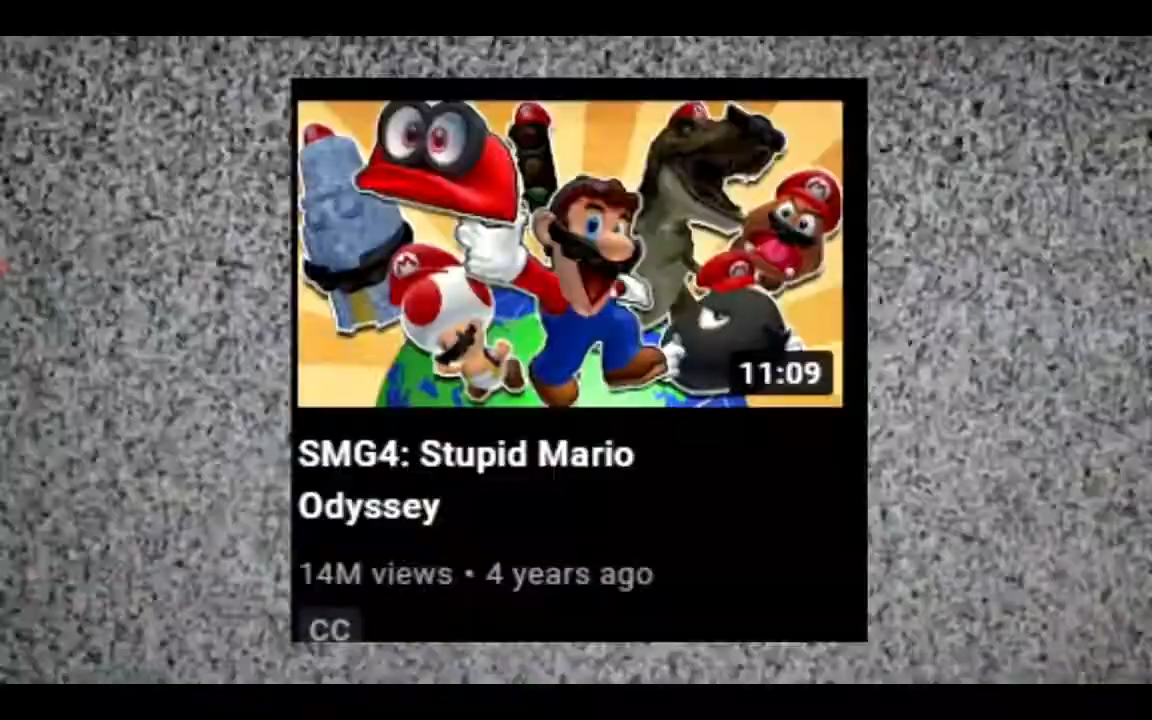 11:09
SMG4: Stupid Mario
Odyssey
14M views • 4 years ago
CC